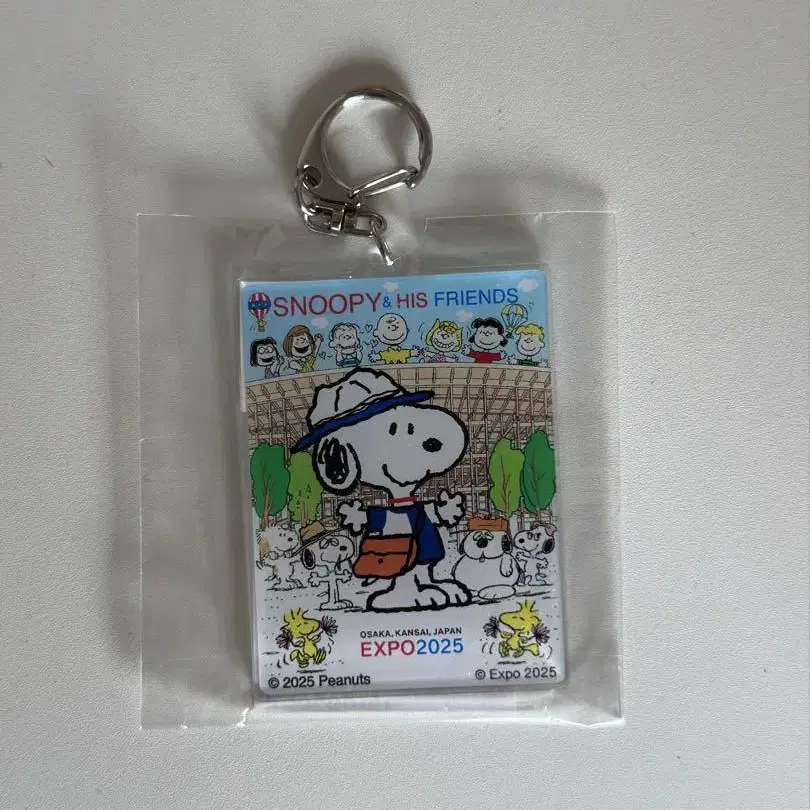 SNOOPY & HIS FRIENDS
OSAKA, KANSAI, JAPAN
EXPO2025
© 2025 Peanuts
© Expo 2025